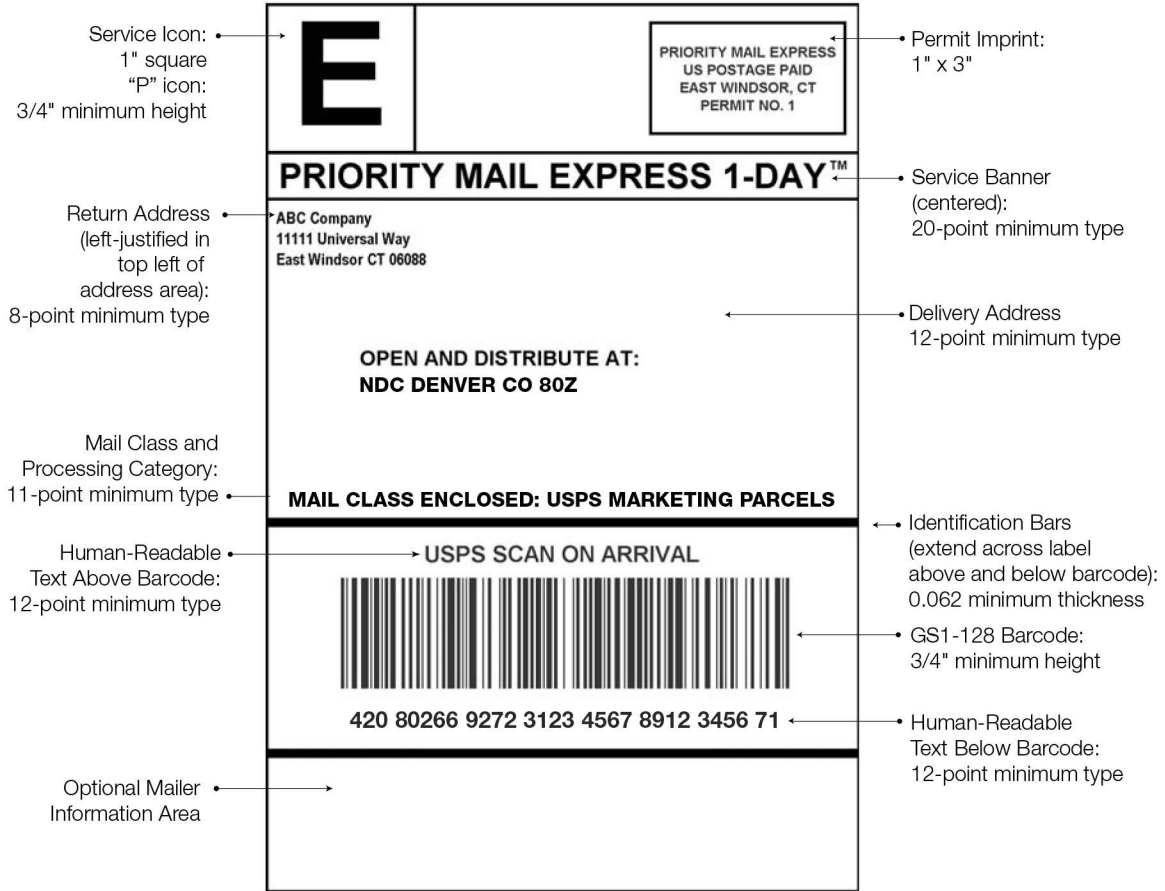 Service Icon:
1" square
“P” icon:
3/4" minimum height
E
PRIORITY MAIL EXPRESS
US POSTAGE PAID
EAST WINDSOR, CT
PERMIT NO. 1
Permit Imprint:
1" x 3"
PRIORITY MAIL EXPRESS 1-DAY™
Service Banner
(centered):
20-point minimum type
Return Address
(left-justified in
top left of
address area):
8-point minimum type
ABC Company
11111 Universal Way
East Windsor CT 06088
Delivery Address
12-point minimum type
OPEN AND DISTRIBUTE AT:
NDC DENVER CO 80Z
Mail Class and
Processing Category:
11-point minimum type
MAIL CLASS ENCLOSED: USPS MARKETING PARCELS
Identification Bars
(extend across label
above and below barcode):
0.062 minimum thickness
Human-Readable
Text Above Barcode:
12-point minimum type
USPS SCAN ON ARRIVAL
GS1-128 Barcode:
3/4" minimum height
420 80266 9272 3123 4567 8912 3456 71
Human-Readable
Text Below Barcode:
12-point minimum type
Optional Mailer
Information Area